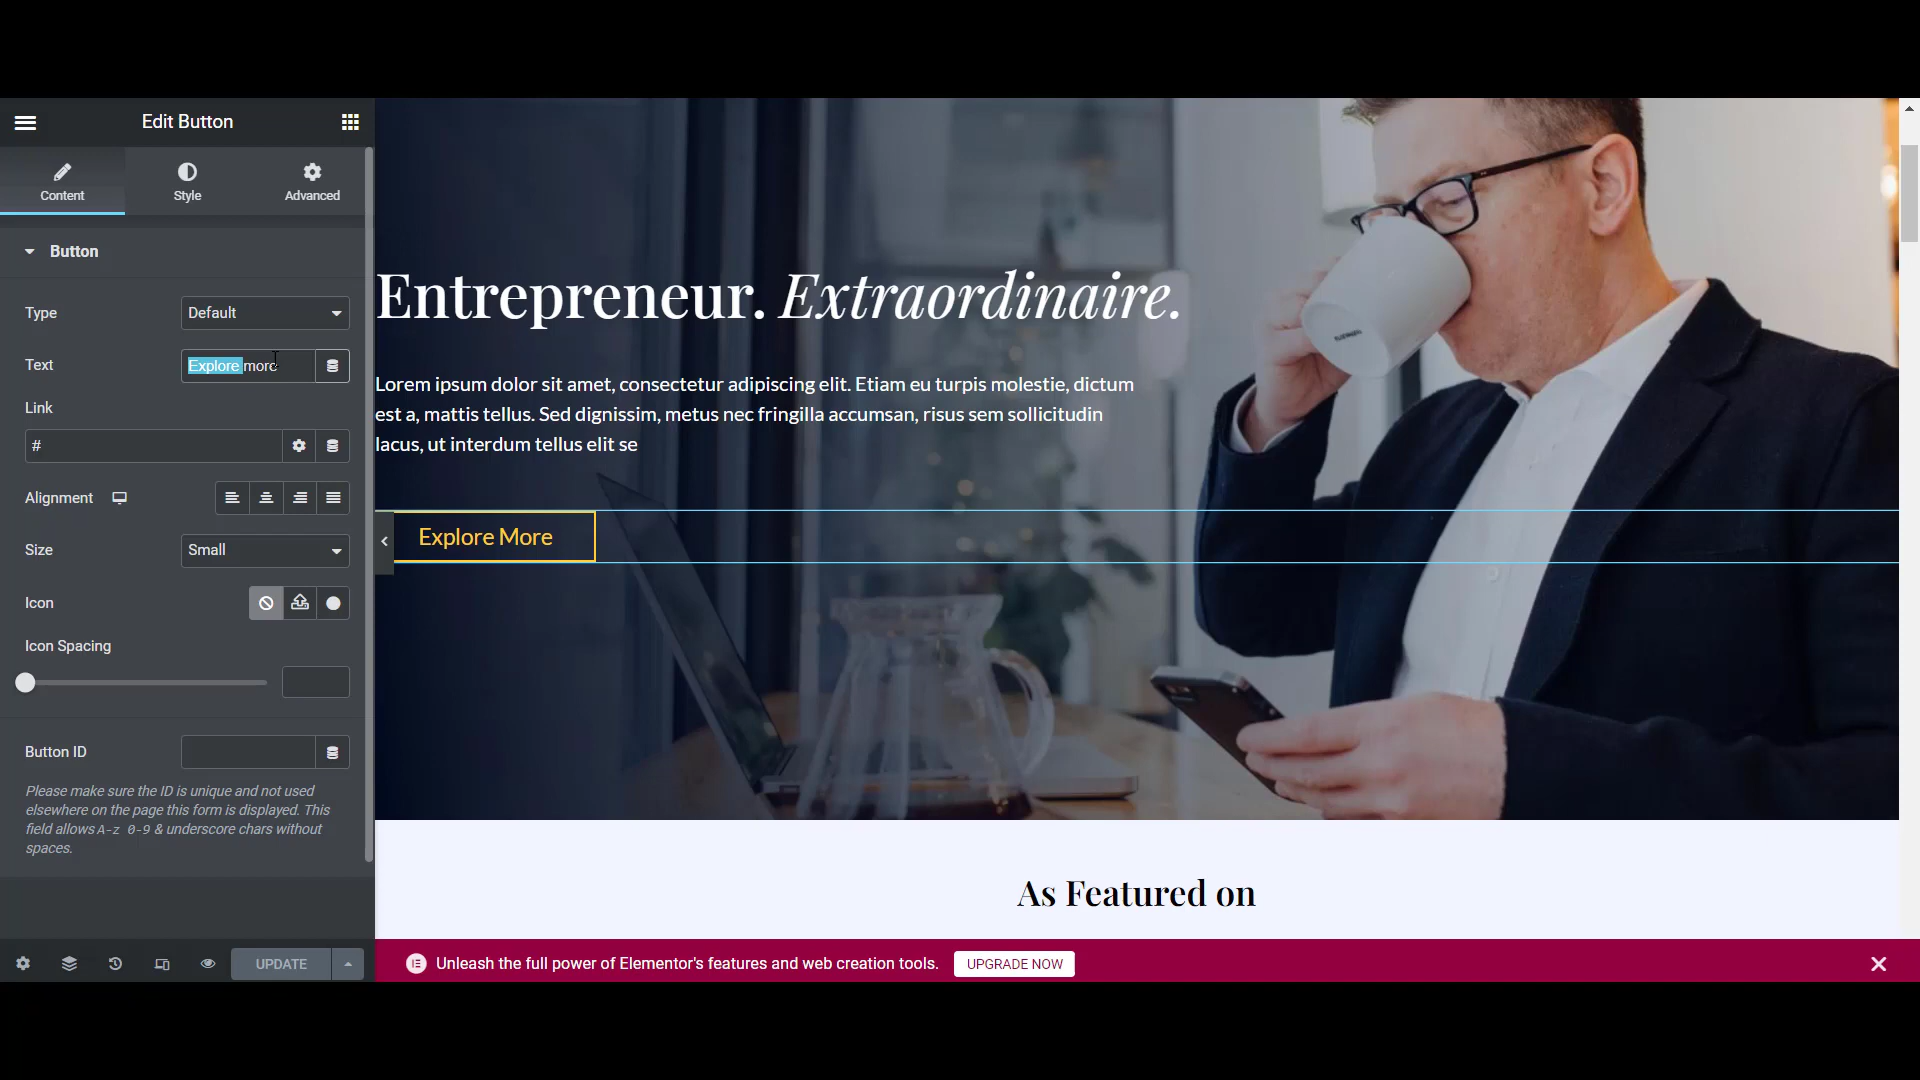 Edit Button
Content
Style
Advanced
Button
Type
Default
Text
Explore more
Link
#
Alignment
Size
Small
Icon
Icon Spacing
Button ID
Please make sure the ID is unique and not used
elsewhere on the page this form is displayed. This
field allows A-z 0-9 & underscore chars without
spaces.
UPDATE
Entrepreneur. Extraordinaire.
Lorem ipsum dolor sit amet, consectetur adipiscing elit. Etiam eu turpis molestie, dictum
est a, mattis tellus. Sed dignissim, metus nec fringilla accumsan, risus sem sollicitudin
lacus, ut interdum tellus elit se
Explore More
As Featured on
Unleash the full power of Elementor's features and web creation tools.
UPGRADE NOW